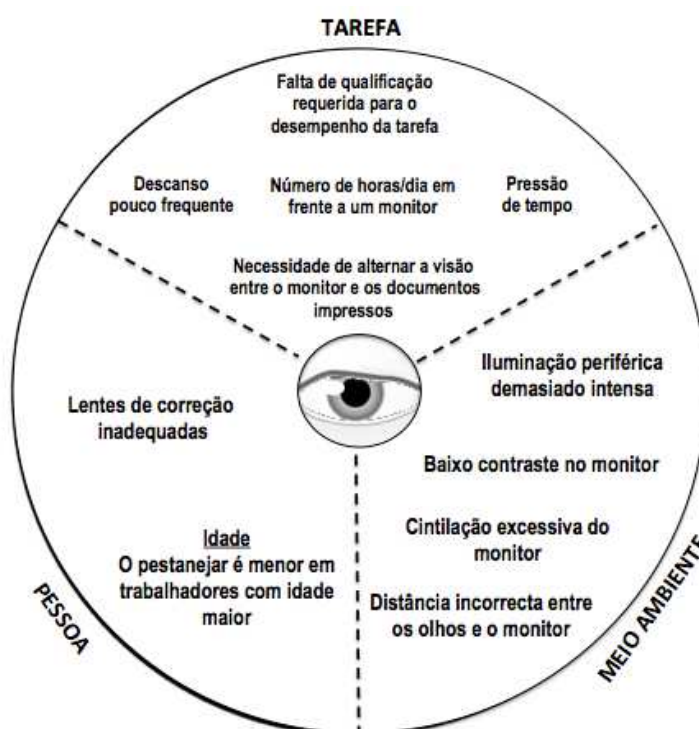 TAREFA
Falta de qualificação
requerida para o
desempenho da tarefa
Descanso
pouco frequente
Número de horas/dia em
frente a um monitor
Pressão
de tempo
Necessidade de alternar a visão
entre o monitor e os documentos
impressos
Iluminação periférica
demasiado intensa
Baixo contraste no monitor
Cintilação excessiva do
monitor
Distância incorrecta entre
os olhos e o monitor
MEIO AMBIENTE
Lentes de correção
inadequadas
Idade
O pestanejar é menor em
trabalhadores com idade
maior
PESSOA